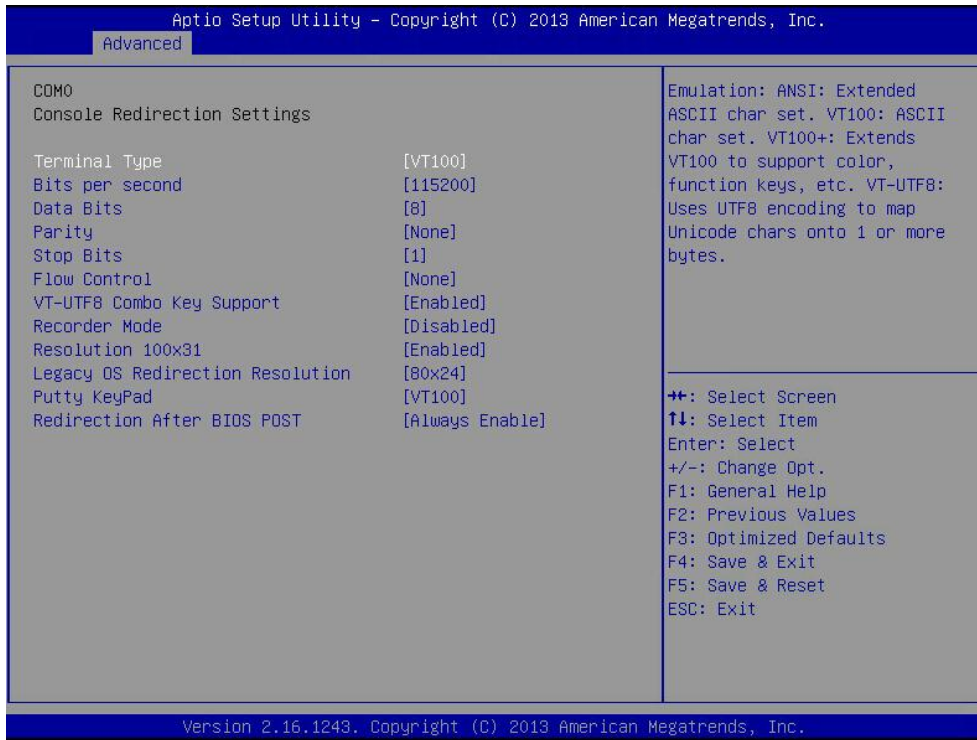 Aptio Setup Utility – Copyright (C) 2013 American Megatrends, Inc.
Advanced
COM0
Console Redirection Settings
Terminal Type [VT100]
Bits per second [115200]
Data Bits [8]
Parity [None]
Stop Bits [1]
Flow Control [None]
VT-UTF8 Combo Key Support [Enabled]
Recorder Mode [Disabled]
Resolution 100x31 [Enabled]
Legacy OS Redirection Resolution [80x24]
Putty KeyPad [VT100]
Redirection After BIOS POST [Always Enable]
Emulation: ANSI: Extended
ASCII char set. VT100: ASCII
char set. VT100+: Extends
VT100 to support color,
function keys, etc. VT-UTF8:
Uses UTF8 encoding to map
Unicode chars onto 1 or more
bytes.
→←: Select Screen
↑↓: Select Item
Enter: Select
+/-: Change Opt.
F1: General Help
F2: Previous Values
F3: Optimized Defaults
F4: Save & Exit
F5: Save & Reset
ESC: Exit
Version 2.16.1243. Copyright (C) 2013 American Megatrends, Inc.